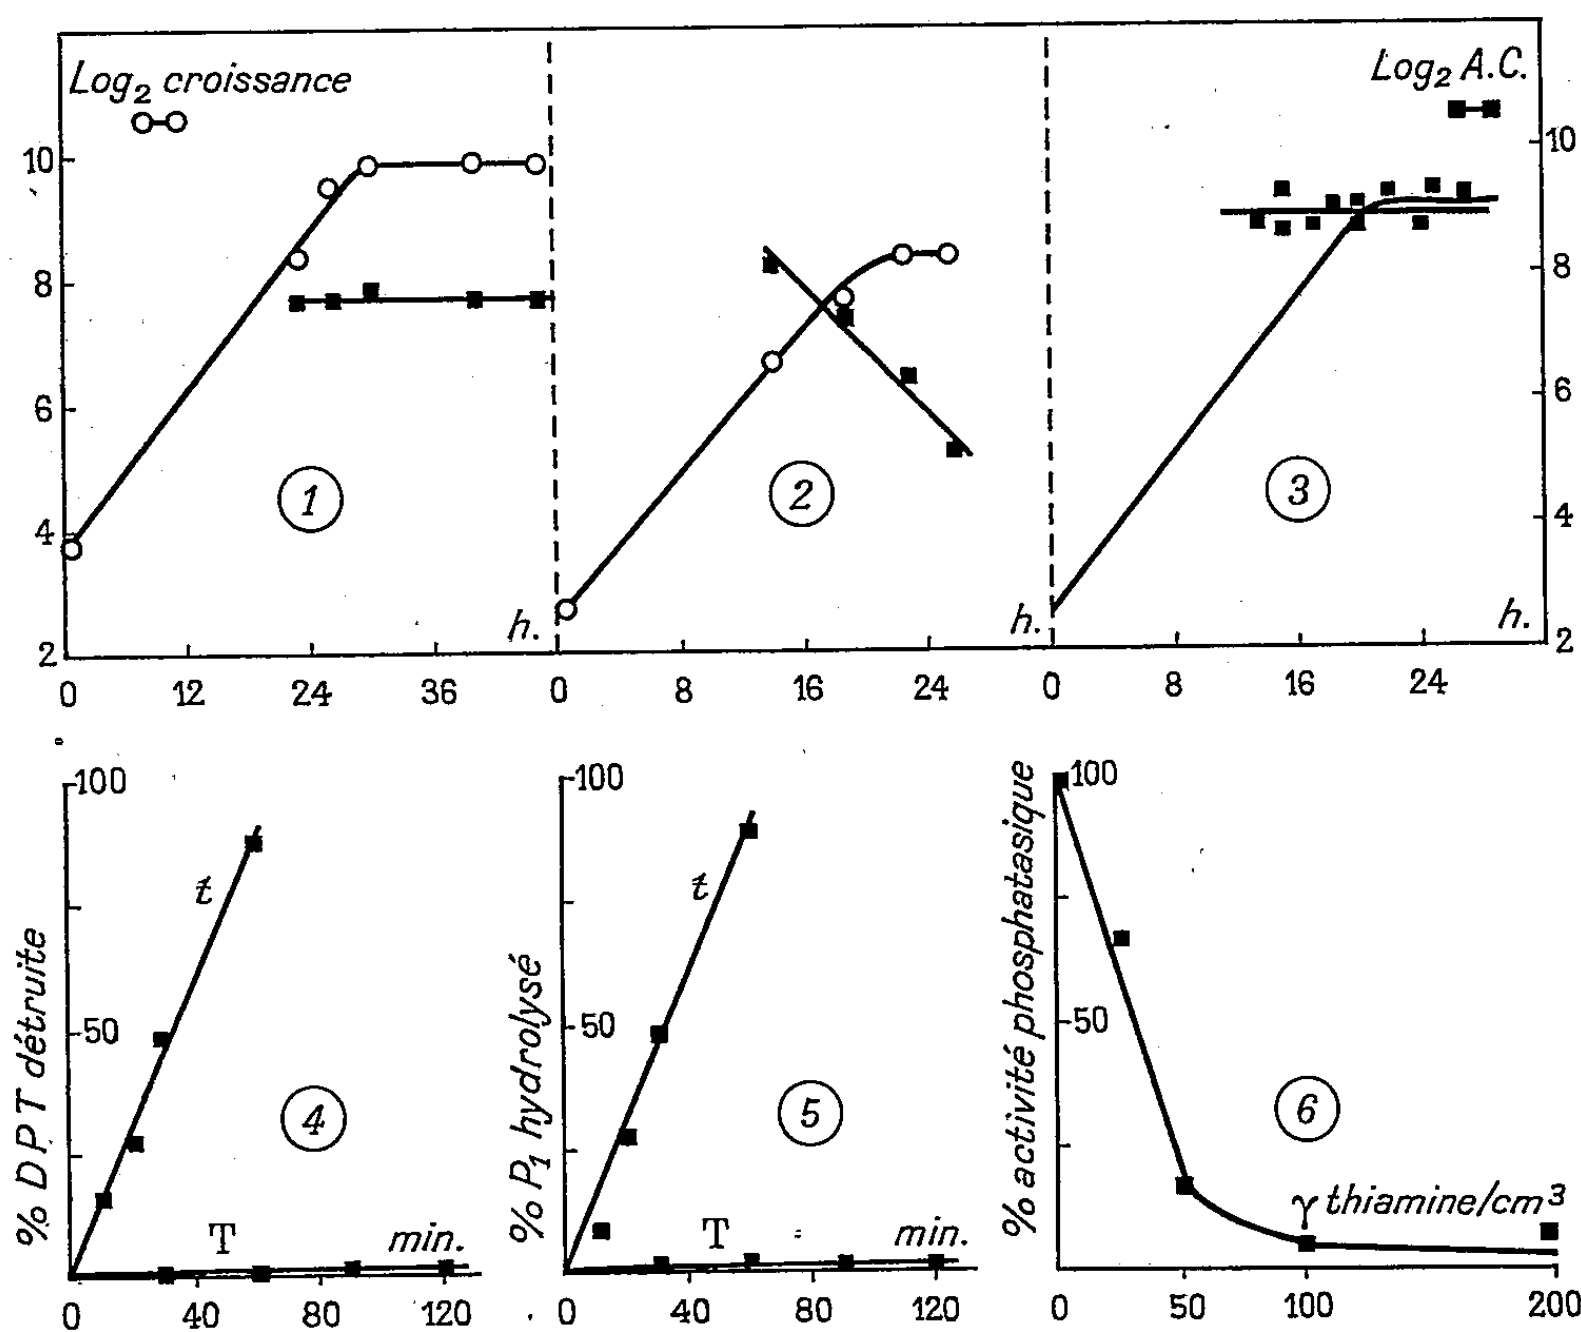 Log₂ croissance
Log₂ A.C.
10
8
6
4
2
10
8
6
4
2
1
2
3
h.
h.
h.
0 12 24 36
0 8 16 24
0 8 16 24
% DPT détruite
100
50
t
4
T
min.
0 40 80 120
% P₁ hydrolysé
100
50
t
5
T
min.
0 40 80 120
% activité phosphatasique
100
50
6
γ thiamine/cm³
0 50 100 200